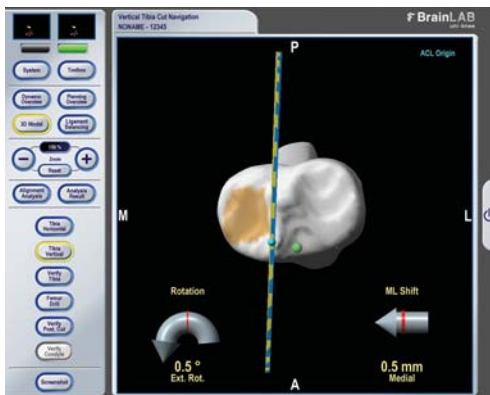 Vertical Tibia Cut Navigation
NONAME - 12345
BrainLAB
uni knee
System
Toolbox
Dynamic Overview
Planning Overview
3D Model
Ligament Balancing
100 %
Zoom
Reset
Alignment Analysis
Analysis Result
Tibia Horizontal
Tibia Vertical
Verify Tibia
Femur Drill
Verify Post. Cut
Verify Condyle
Screenshot
P
ACL Origin
M
L
Rotation
0.5 °
Ext. Rot.
ML Shift
0.5 mm
Medial
A